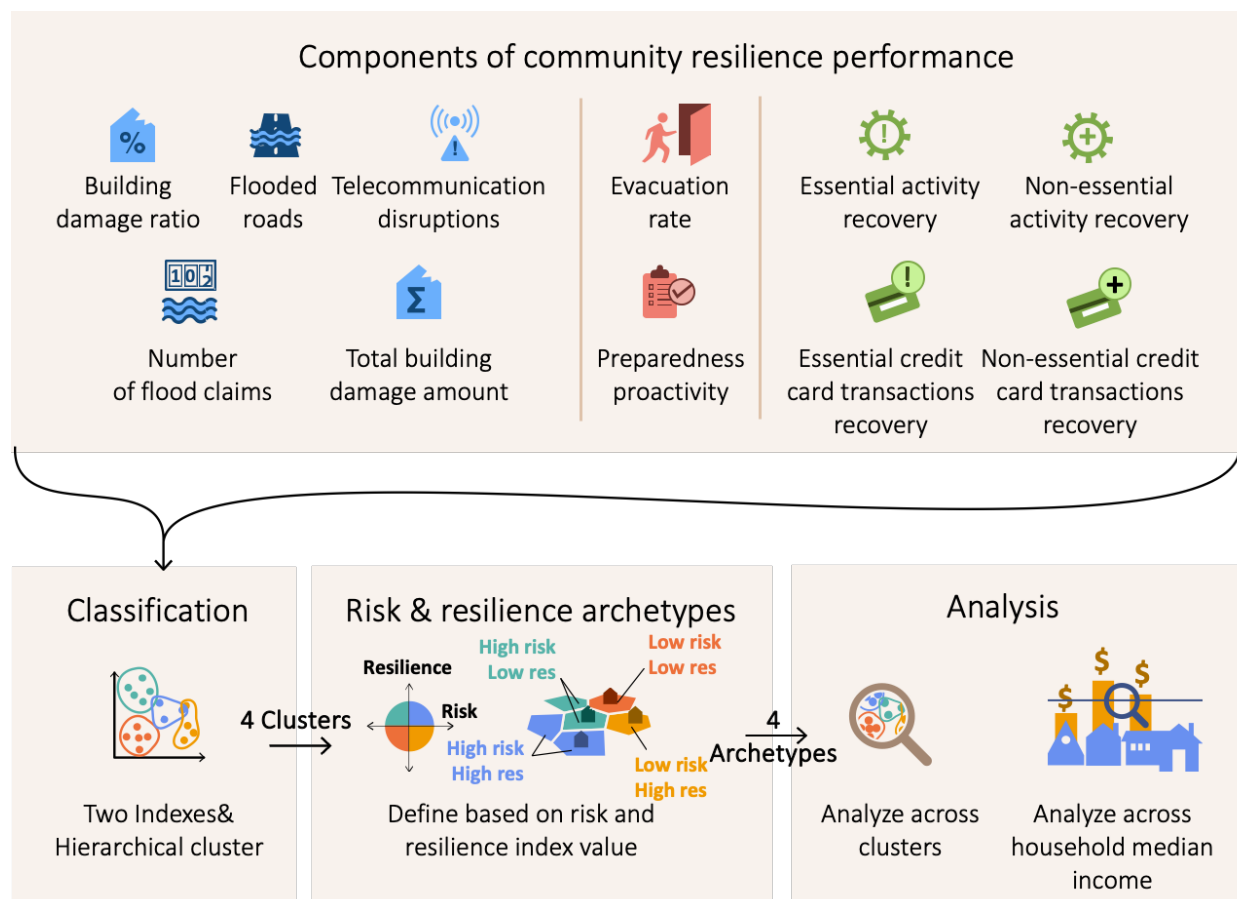 Components of community resilience performance
%
!
!
+
Building
damage ratio
Flooded
roads
Telecommunication
disruptions
Evacuation
rate
Essential activity
recovery
Non-essential
activity recovery
Σ
!
+
Number
of flood claims
Total building
damage amount
Preparedness
proactivity
Essential credit
card transactions
recovery
Non-essential credit
card transactions
recovery
Classification
Two Indexes&
Hierarchical cluster
4 Clusters
Risk & resilience archetypes
Resilience
Risk
High risk
Low res
Low risk
Low res
High risk
High res
Low risk
High res
Define based on risk and
resilience index value
4
Archetypes
Analysis
$
$
$
Analyze across
clusters
Analyze across
household median
income